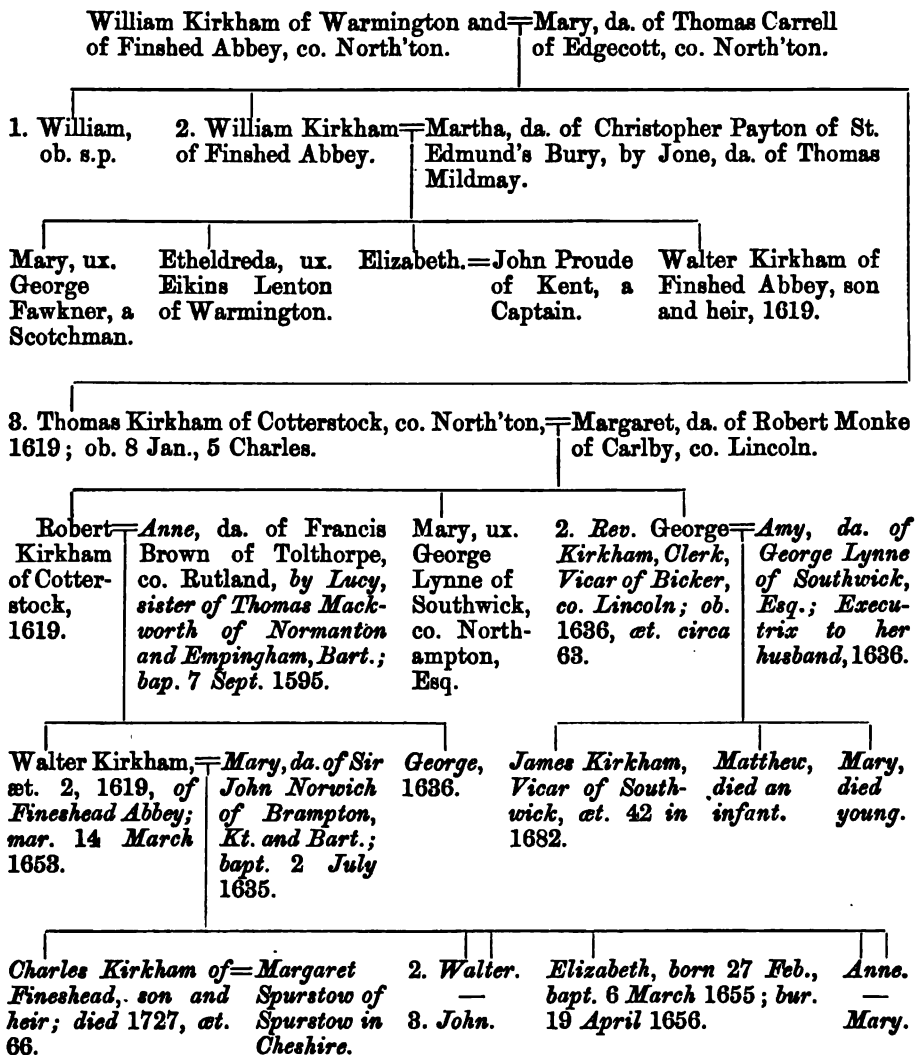 William Kirkham of Warmington and
of Finshed Abbey, co. North'ton.
Mary, da. of Thomas Carrell
of Edgecott, co. North'ton.
1. William,
ob. s.p.
2. William Kirkham
of Finshed Abbey.
Martha, da. of Christopher Payton of St.
Edmund's Bury, by Jone, da. of Thomas
Mildmay.
Mary, ux.
George
Fawkner, a
Scotchman.
Etheldreda, ux.
Eikins Lenton
of Warmington.
Elizabeth.=
John Proude
of Kent, a
Captain.
Walter Kirkham of
Finshed Abbey, son
and heir, 1619.
3. Thomas Kirkham of Cotterstock, co. North'ton,
1619; ob. 8 Jan., 5 Charles.
Margaret, da. of Robert Monke
of Carlby, co. Lincoln.
Robert
Kirkham
of Cotter-
stock,
1619.
Anne, da. of Francis
Brown of Tolthorpe,
co. Rutland, by Lucy,
sister of Thomas Mack-
worth of Normanton
and Empingham, Bart.;
bap. 7 Sept. 1595.
Mary, ux.
George
Lynne of
Southwick,
co. North-
ampton,
Esq.
2. Rev. George
Kirkham, Clerk,
Vicar of Bicker,
co. Lincoln; ob.
1636, æt. circa
63.
Amy, da. of
George Lynne
of Southwick,
Esq.; Execu-
trix to her
husband, 1636.
Walter Kirkham,
æt. 2, 1619, of
Fineshead Abbey;
mar. 14 March
1653.
Mary, da. of Sir
John Norwich
of Brampton,
Kt. and Bart.;
bapt. 2 July
1635.
George,
1636.
James Kirkham,
Vicar of South-
wick, æt. 42 in
1682.
Matthew,
died an
infant.
Mary,
died
young.
Charles Kirkham of=
Fineshead, son and
heir; died 1727, æt.
66.
Margaret
Spurstow of
Spurstow in
Cheshire.
2. Walter.
—
3. John.
Elizabeth, born 27 Feb.,
bapt. 6 March 1655; bur.
19 April 1656.
Anne.
—
Mary.